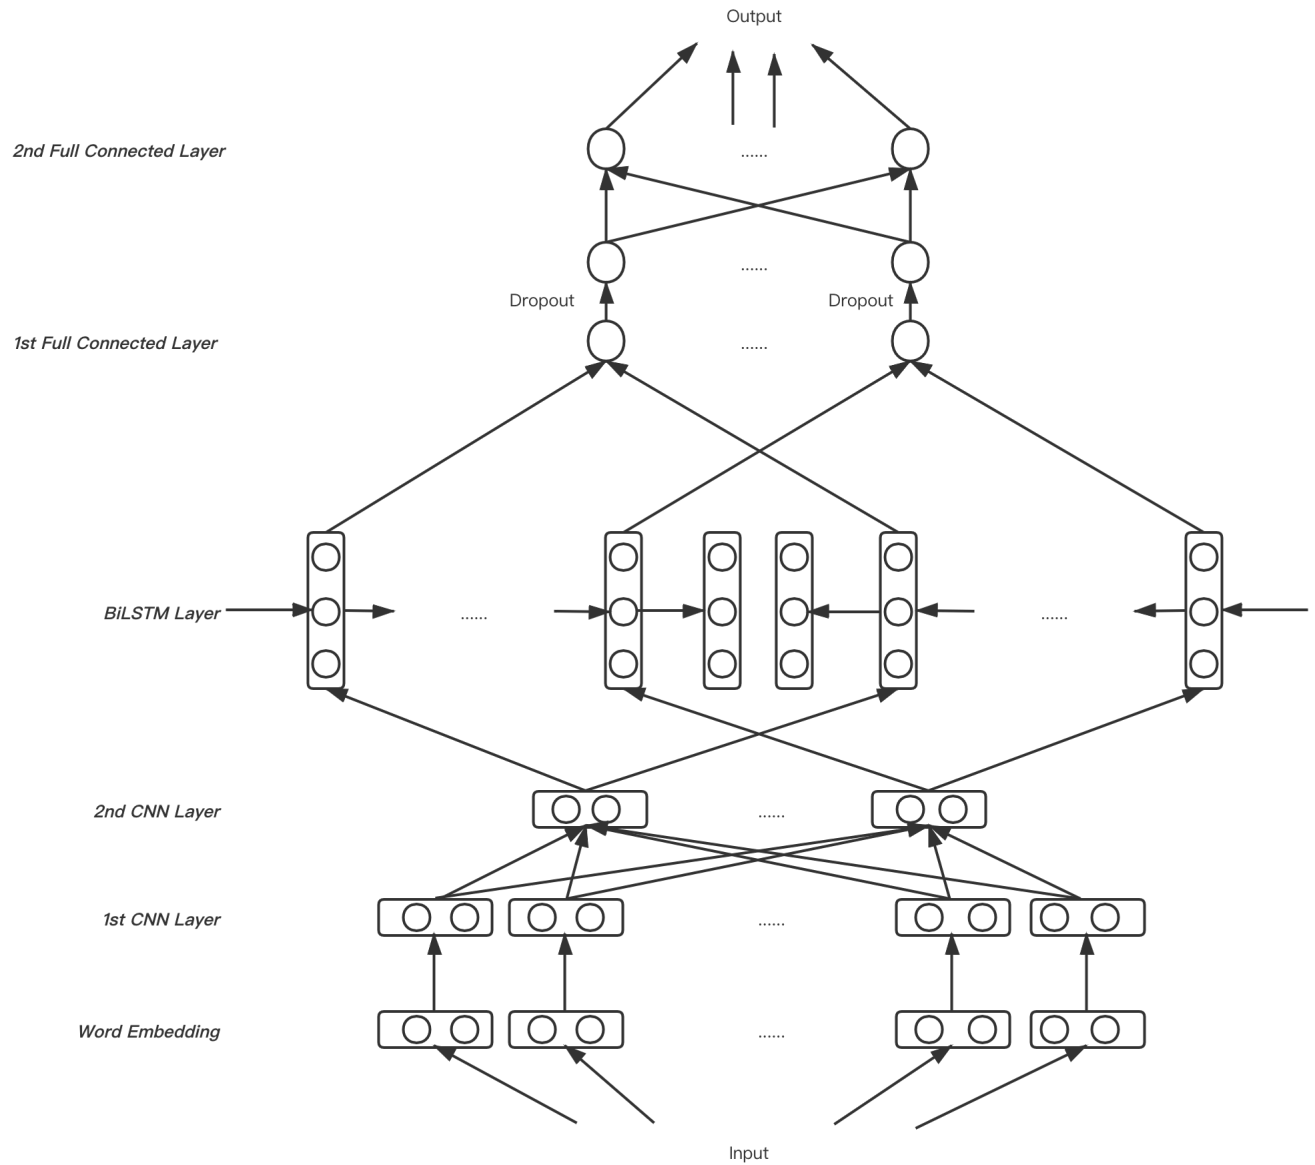 Output
2nd Full Connected Layer
......
......
Dropout
Dropout
1st Full Connected Layer
......
BiLSTM Layer
......
......
2nd CNN Layer
......
1st CNN Layer
......
Word Embedding
......
Input